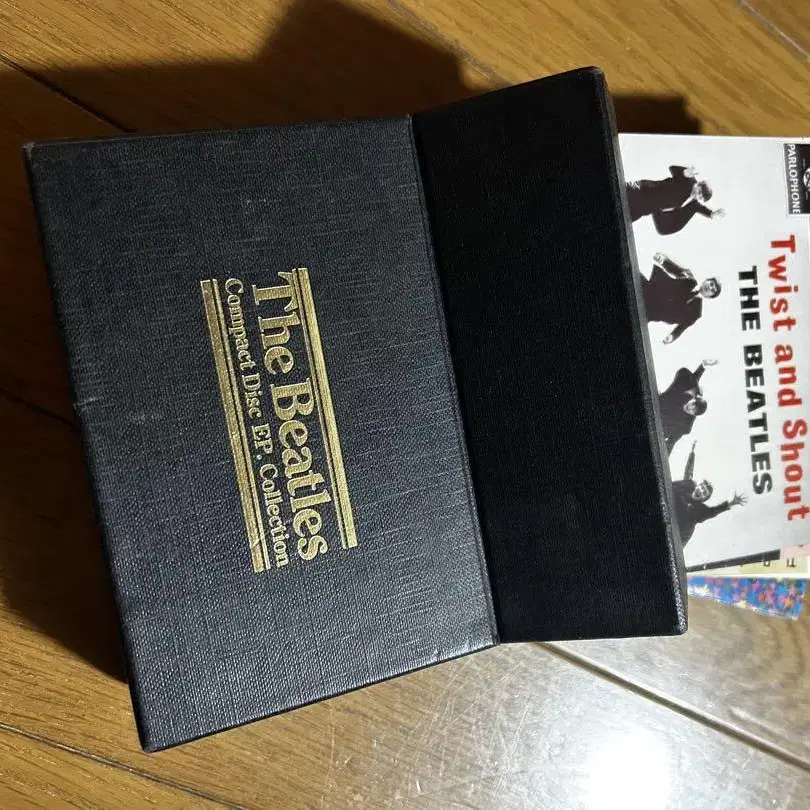 The Beatles
Compact Disc EP. Collection
PARLOPHONE
Twist and Shout
THE BEATLES